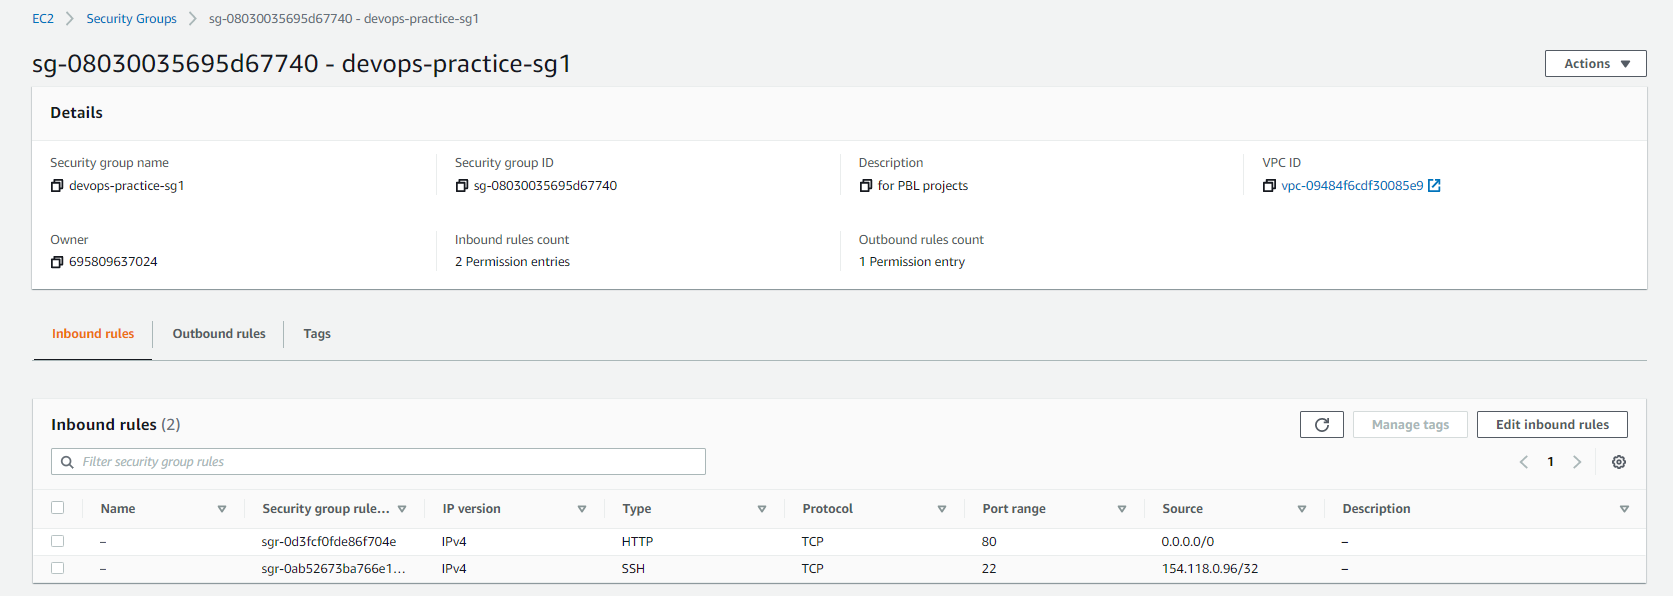 EC2 > Security Groups > sg-08030035695d67740 - devops-practice-sg1
sg-08030035695d67740 - devops-practice-sg1
Actions
Details
Security group name
Security group ID
Description
VPC ID
devops-practice-sg1
sg-08030035695d67740
for PBL projects
vpc-09484f6cdf30085e9
Owner
Inbound rules count
Outbound rules count
695809637024
2 Permission entries
1 Permission entry
Inbound rules
Outbound rules
Tags
Inbound rules (2)
Manage tags
Edit inbound rules
Filter security group rules
1
Name Security group rule... IP version Type Protocol Port range Source Description
– sgr-0d3fcf0fde86f704e IPv4 HTTP TCP 80 0.0.0.0/0 –
– sgr-0ab52673ba766e1... IPv4 SSH TCP 22 154.118.0.96/32 –